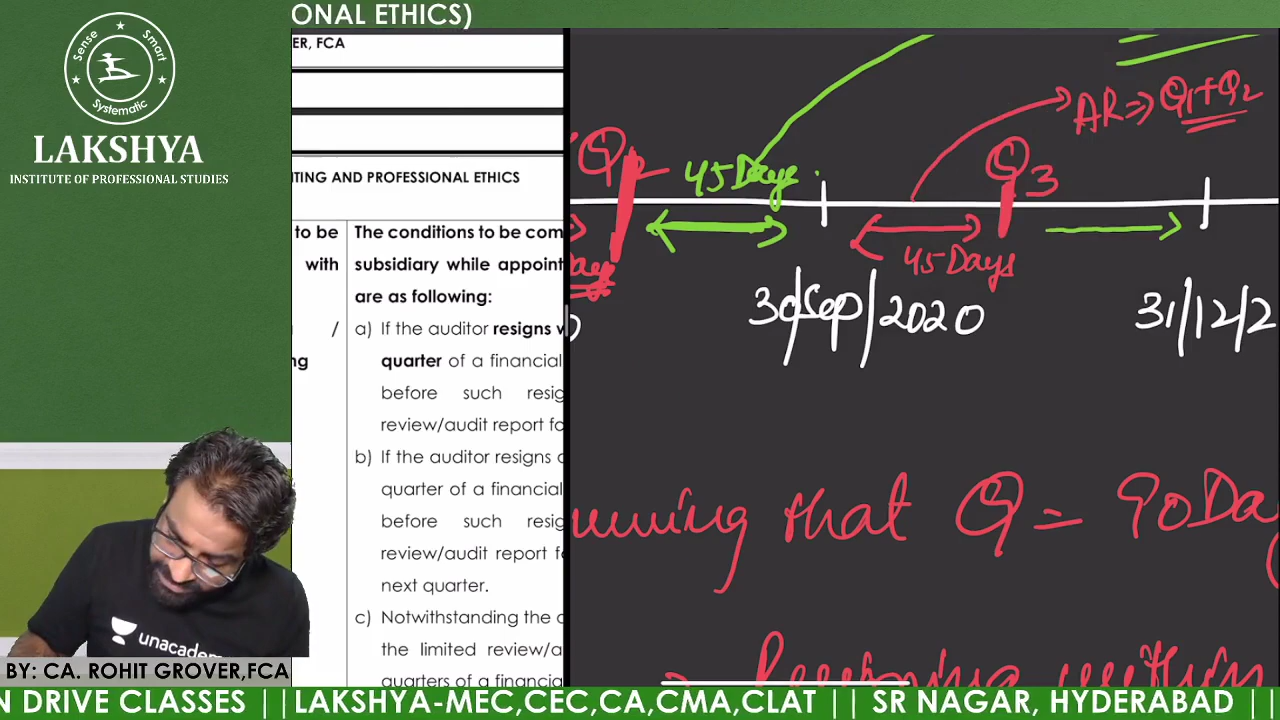 ONAL ETHICS)
Sense
Smart
Systematic
LAKSHYA
INSTITUTE OF PROFESSIONAL STUDIES
ER, FCA
ITING AND PROFESSIONAL ETHICS
to be
with
/
ng
The conditions to be com
subsidiary while appoint
are as following:
a) If the auditor resigns w
quarter of a financial
before such resig
review/audit report fo
b) If the auditor resigns a
quarter of a financial
before such resig
review/audit report fo
next quarter.
c) Notwithstanding the c
the limited review/a
quarters of a financia
45 Days
AR => Q1+Q2
Q3
45 Days
30/Sep/2020
31/12/2
uming that Q = 90 Day
unacadem
BY: CA. ROHIT GROVER,FCA
N DRIVE CLASSES ||LAKSHYA-MEC,CEC,CA,CMA,CLAT || SR NAGAR, HYDERABAD ||